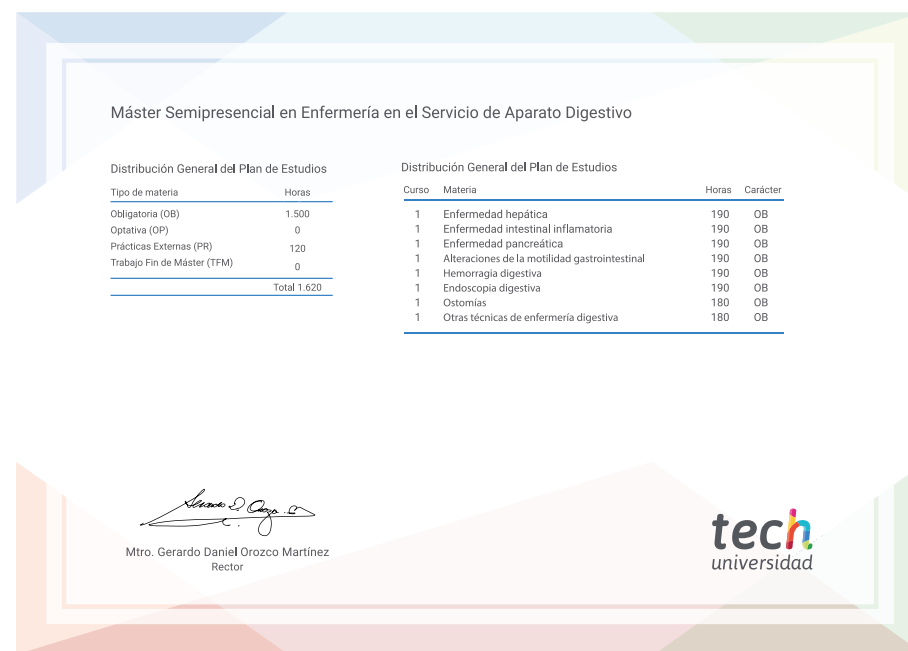 Máster Semipresencial en Enfermería en el Servicio de Aparato Digestivo
Distribución General del Plan de Estudios
Tipo de materia Horas
Obligatoria (OB) 1.500
Optativa (OP) 0
Prácticas Externas (PR) 120
Trabajo Fin de Máster (TFM) 0
Total 1.620
Distribución General del Plan de Estudios
Curso Materia Horas Carácter
1 Enfermedad hepática 190 OB
1 Enfermedad intestinal inflamatoria 190 OB
1 Enfermedad pancreática 190 OB
1 Alteraciones de la motilidad gastrointestinal 190 OB
1 Hemorragia digestiva 190 OB
1 Endoscopia digestiva 190 OB
1 Ostomías 180 OB
1 Otras técnicas de enfermería digestiva 180 OB
Mtro. Gerardo Daniel Orozco Martínez
Rector
tech
universidad